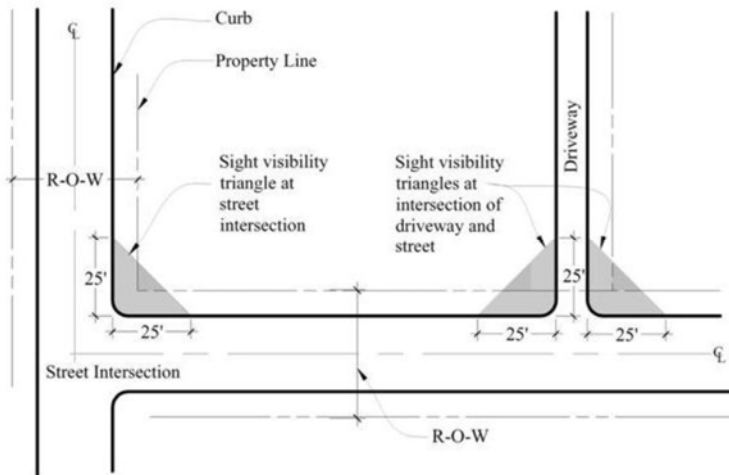 ℄
Curb
Property Line
R-O-W
Sight visibility
triangle at
street
intersection
Sight visibility
triangles at
intersection of
driveway and
street
Driveway
25'
25'
25'
25'
25'
Street Intersection
℄
R-O-W